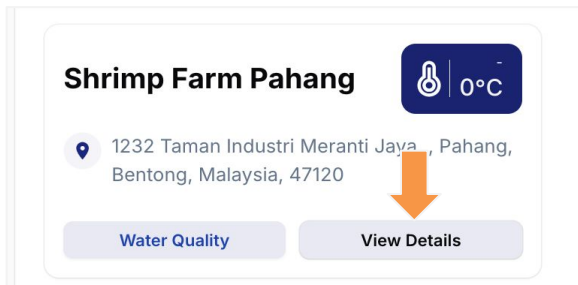 Shrimp Farm Pahang
-
0°C
1232 Taman Industri Meranti Jaya, , Pahang,
Bentong, Malaysia, 47120
Water Quality
View Details